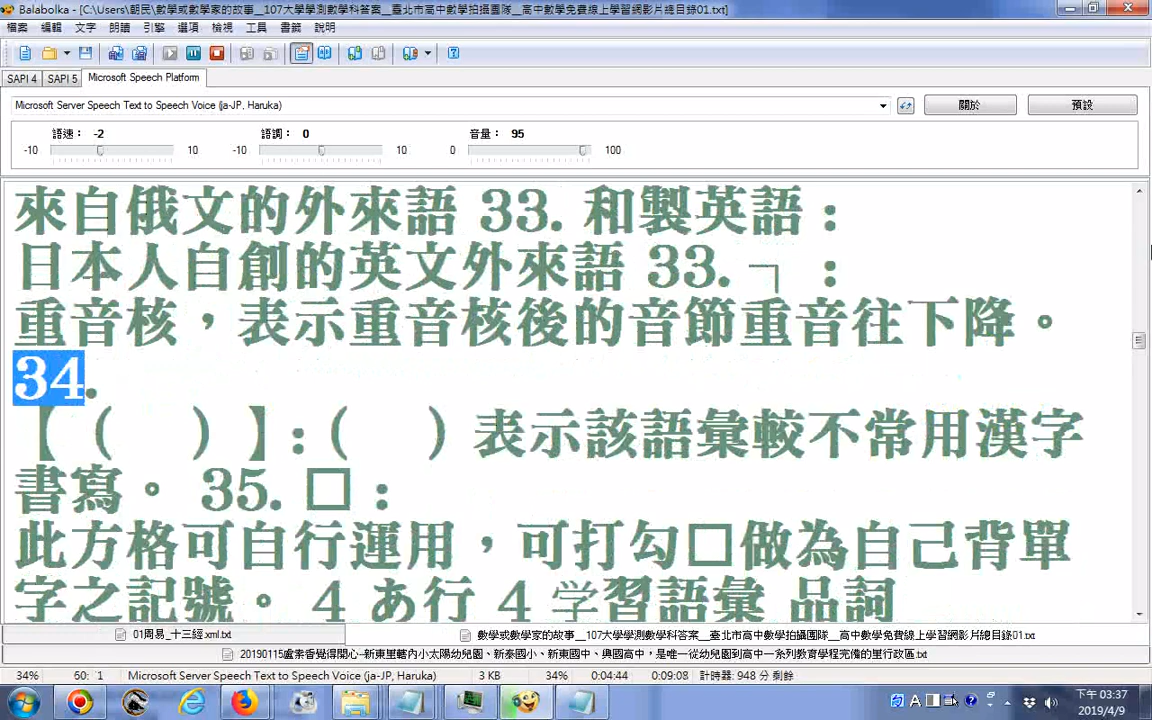 Balabolka - [C:\Users\朝民\數學或數學家的故事__107大學學測數學科答案__臺北市高中數學拍攝團隊__高中數學免費線上學習網影片總目錄01.txt]
檔案 編輯 文字 朗讀 引擎 選項 檢視 工具 書籤 說明
SAPI 4 SAPI 5 Microsoft Speech Platform
Microsoft Server Speech Text to Speech Voice (ja-JP, Haruka) 關於 預設
語速： -2 語調： 0 音量： 95
-10 10 -10 10 0 100
來自俄文的外來語 33. 和製英語：
日本人自創的英文外來語 33. ┐ ：
重音核，表示重音核後的音節重音往下降。
34.
【（ ）】:（ ）表示該語彙較不常用漢字
書寫。 35. □：
此方格可自行運用，可打勾□做為自己背單
字之記號。 4 あ行 4 学習語彙 品詞
01周易_十三經.xml.txt 數學或數學家的故事__107大學學測數學科答案__臺北市高中數學拍攝團隊__高中數學免費線上學習網影片總目錄01.txt
20190115盧素香覺得開心--新東里轄內小太陽幼兒園、新泰國小、新東國中、興國高中，是唯一從幼兒園到高中一系列教育學程完備的里行政區.txt
34% 60: 1 Microsoft Server Speech Text to Speech Voice (ja-JP, Haruka) 3 KB 34% 0:04:44 0:09:08 計時器: 948 分 剩餘
下午 03:37
2019/4/9